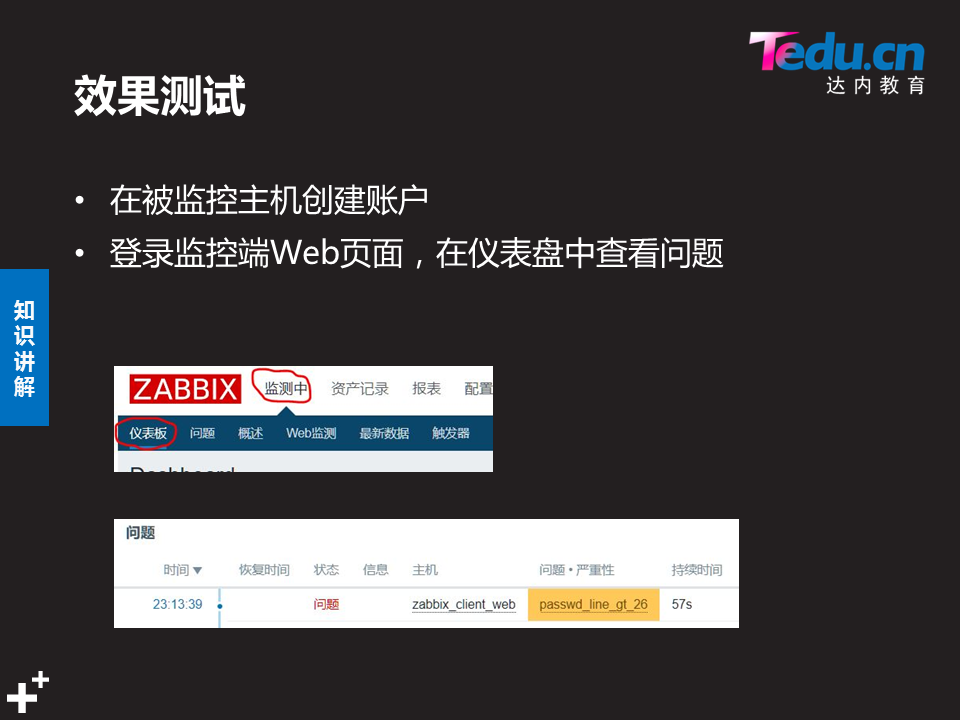 Tedu.cn
达内教育
效果测试
• 在被监控主机创建账户
• 登录监控端Web页面，在仪表盘中查看问题
知识讲解
ZABBIX 监测中 资产记录 报表 配置
仪表板 问题 概述 Web监测 最新数据 触发器
Dashboard
问题
时间▼ 恢复时间 状态 信息 主机 问题 • 严重性 持续时间
23:13:39 问题 zabbix_client_web passwd_line_gt_26 57s